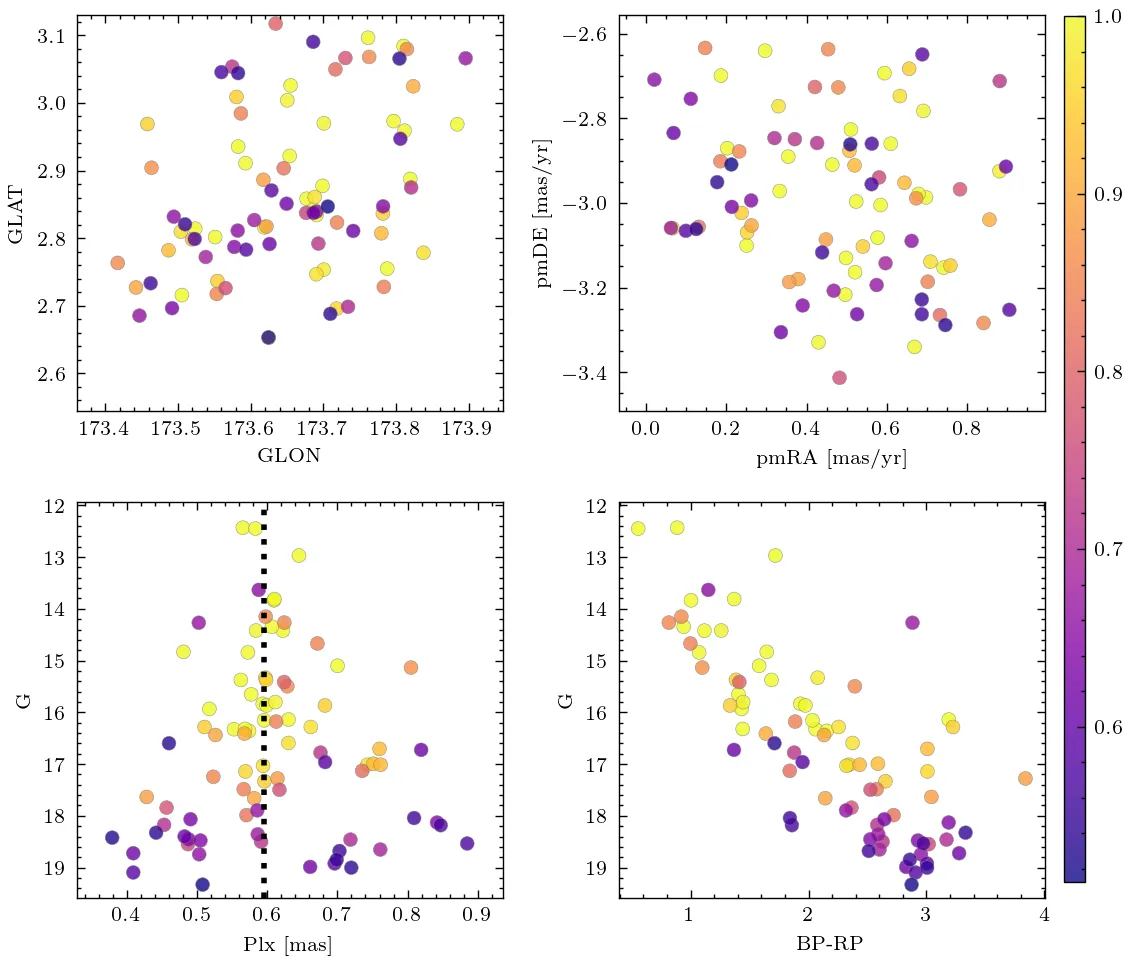 3.1
3.0
2.9
2.8
2.7
2.6
GLAT
173.4 173.5 173.6 173.7 173.8 173.9
GLON
−2.6
−2.8
−3.0
−3.2
−3.4
pmDE [mas/yr]
0.0 0.2 0.4 0.6 0.8
pmRA [mas/yr]
12
13
14
15
16
17
18
19
G
0.4 0.5 0.6 0.7 0.8 0.9
Plx [mas]
12
13
14
15
16
17
18
19
G
1 2 3 4
BP-RP
1.0
0.9
0.8
0.7
0.6